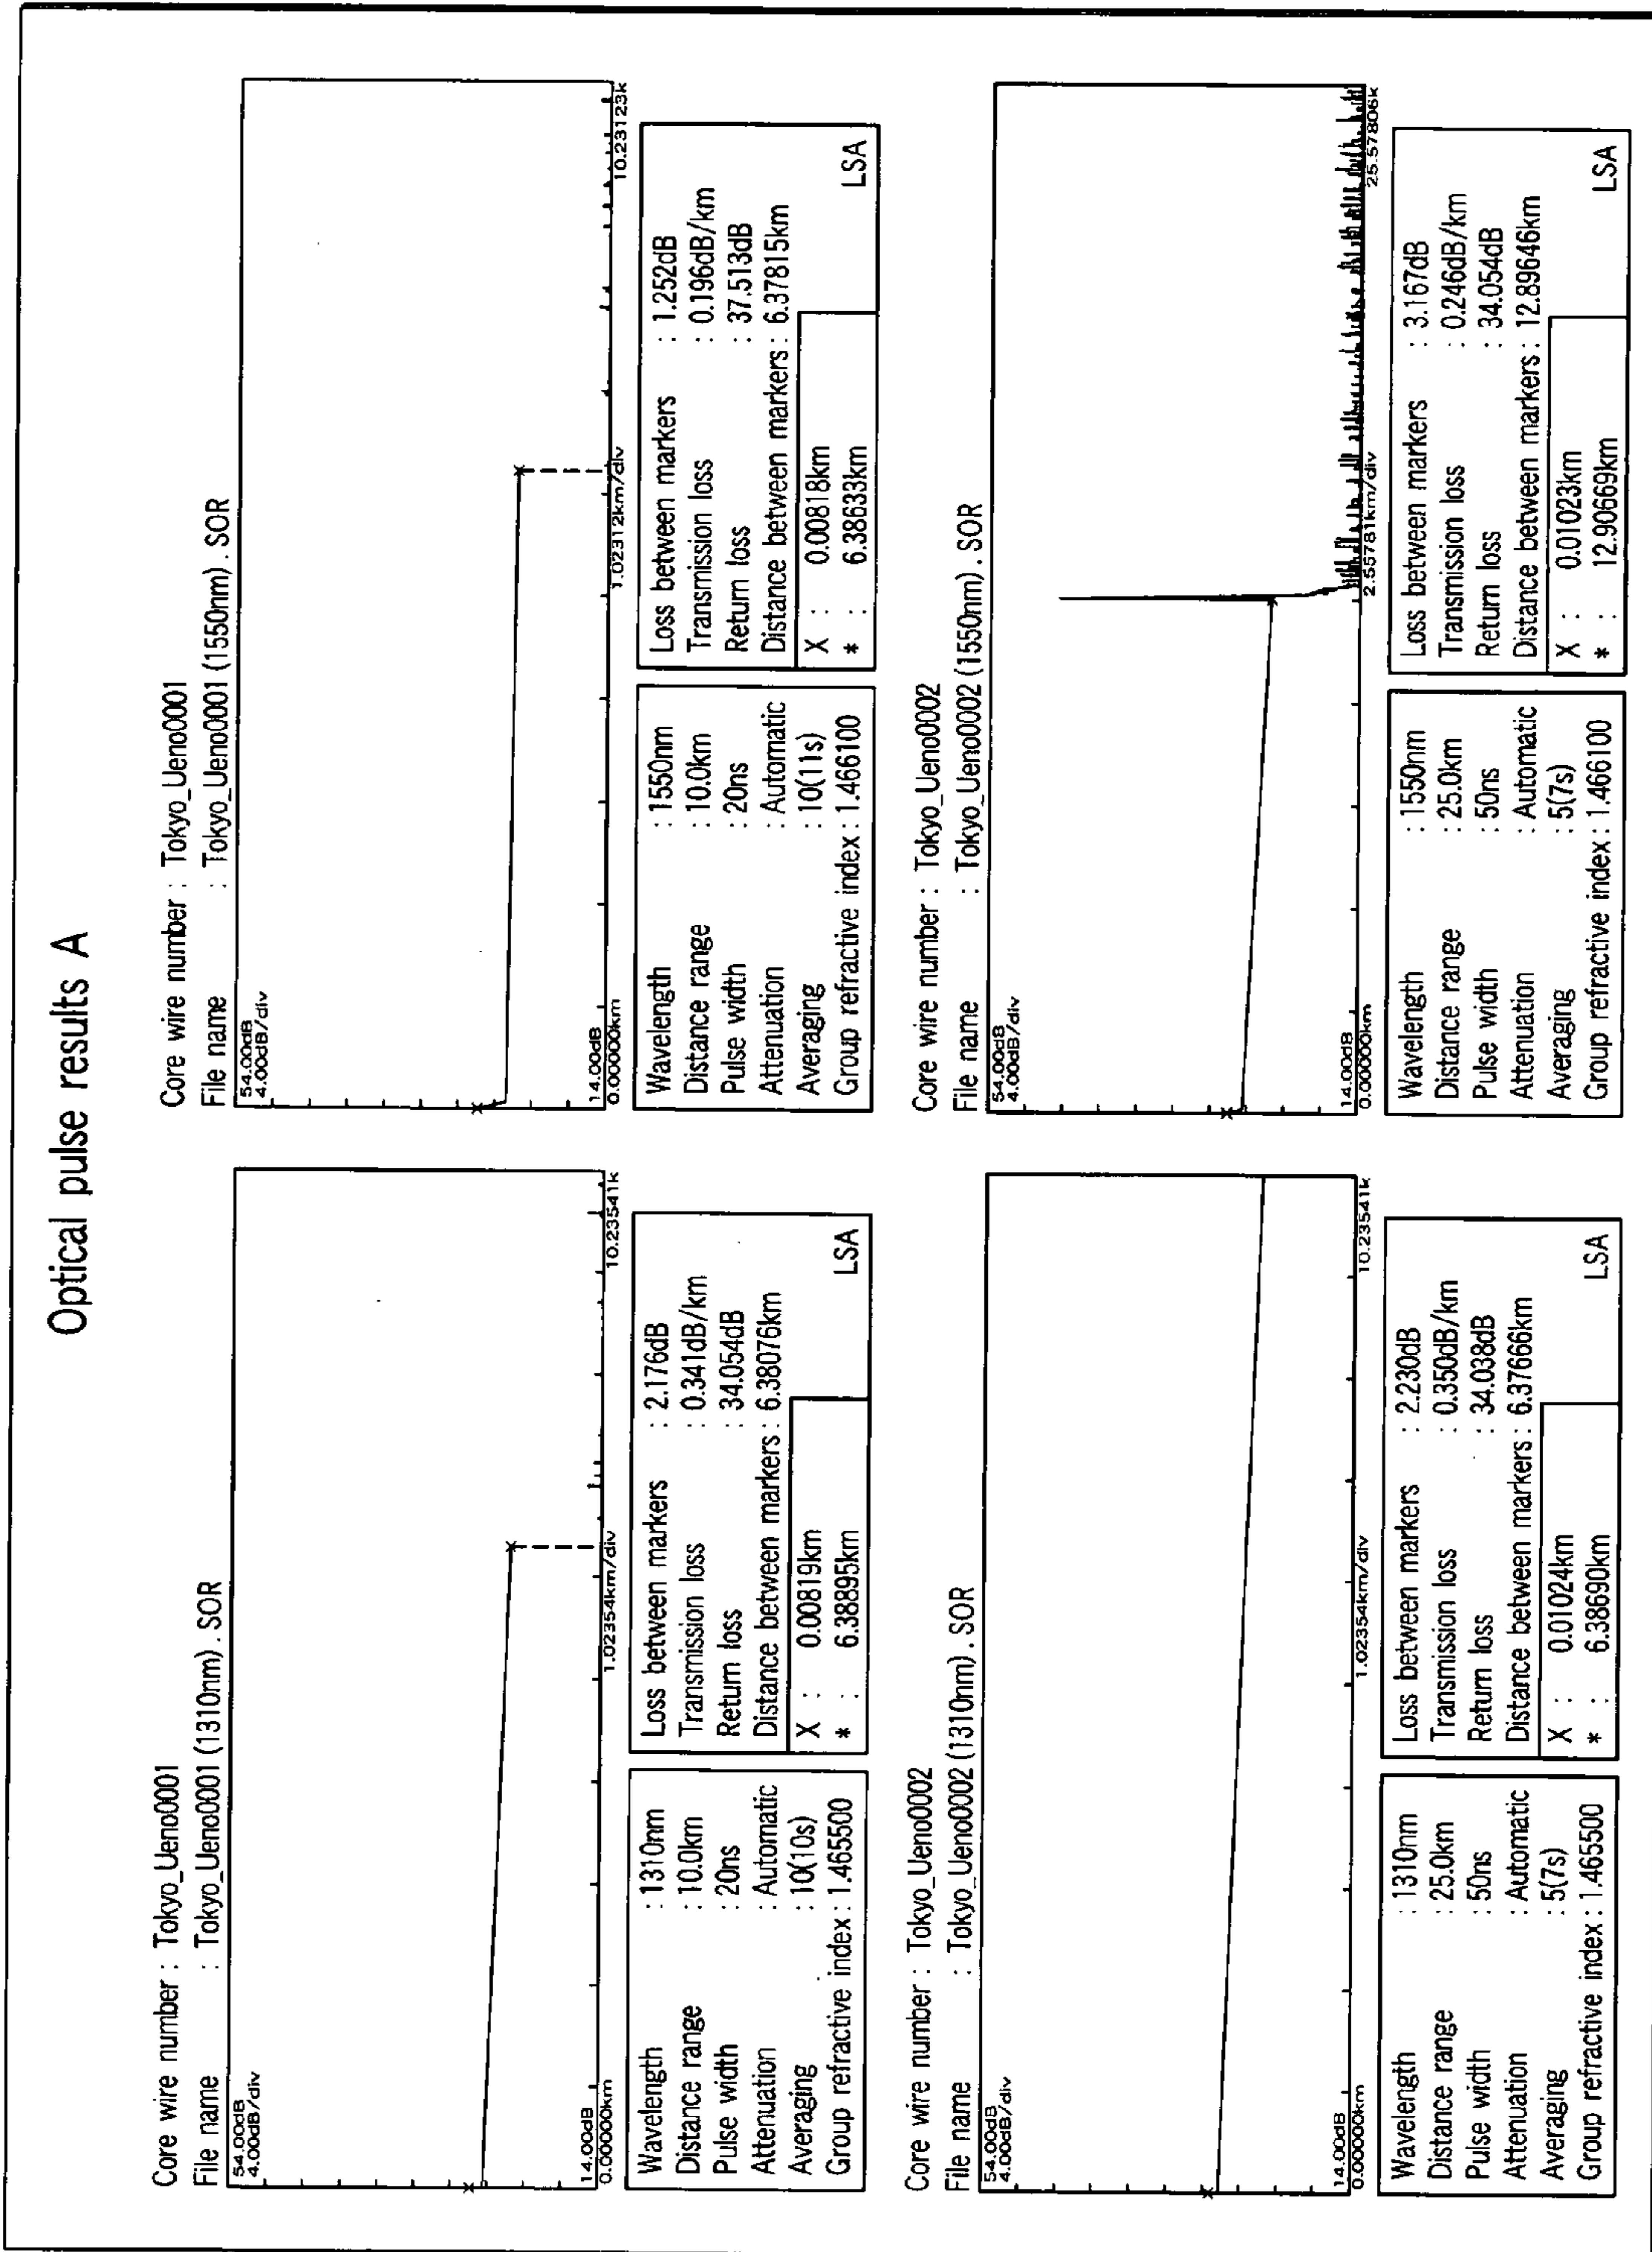 Optical pulse results A
Core wire number : Tokyo_Ueno0001
File name : Tokyo_Ueno0001 (1310nm) . SOR
54.00dB
4.00dB/div
14.00dB
0.00000km
1.02354km/div
10.23541k
Wavelength : 1310nm
Distance range : 10.0km
Pulse width : 20ns
Attenuation : Automatic
Averaging : 10(10s)
Group refractive index : 1.465500
Loss between markers : 2.176dB
Transmission loss : 0.341dB/km
Return loss : 34.054dB
Distance between markers : 6.38076km
X : 0.00819km
* : 6.38895km
LSA
Core wire number : Tokyo_Ueno0001
File name : Tokyo_Ueno0001 (1550nm) . SOR
54.00dB
4.00dB/div
14.00dB
0.00000km
1.02312km/div
10.23123k
Wavelength : 1550nm
Distance range : 10.0km
Pulse width : 20ns
Attenuation : Automatic
Averaging : 10(11s)
Group refractive index : 1.466100
Loss between markers : 1.252dB
Transmission loss : 0.196dB/km
Return loss : 37.513dB
Distance between markers : 6.37815km
X : 0.00818km
* : 6.38633km
LSA
Core wire number : Tokyo_Ueno0002
File name : Tokyo_Ueno0002 (1310nm) . SOR
54.00dB
4.00dB/div
14.00dB
0.00000km
1.02354km/div
10.23541k
Wavelength : 1310nm
Distance range : 25.0km
Pulse width : 50ns
Attenuation : Automatic
Averaging : 5(7s)
Group refractive index : 1.465500
Loss between markers : 2.230dB
Transmission loss : 0.350dB/km
Return loss : 34.038dB
Distance between markers : 6.37666km
X : 0.01024km
* : 6.38690km
LSA
Core wire number : Tokyo_Ueno0002
File name : Tokyo_Ueno0002 (1550nm) . SOR
54.00dB
4.00dB/div
14.00dB
0.00000km
2.55781km/div
25.57806k
Wavelength : 1550nm
Distance range : 25.0km
Pulse width : 50ns
Attenuation : Automatic
Averaging : 5(7s)
Group refractive index : 1.466100
Loss between markers : 3.167dB
Transmission loss : 0.246dB/km
Return loss : 34.054dB
Distance between markers : 12.89646km
X : 0.01023km
* : 12.90669km
LSA